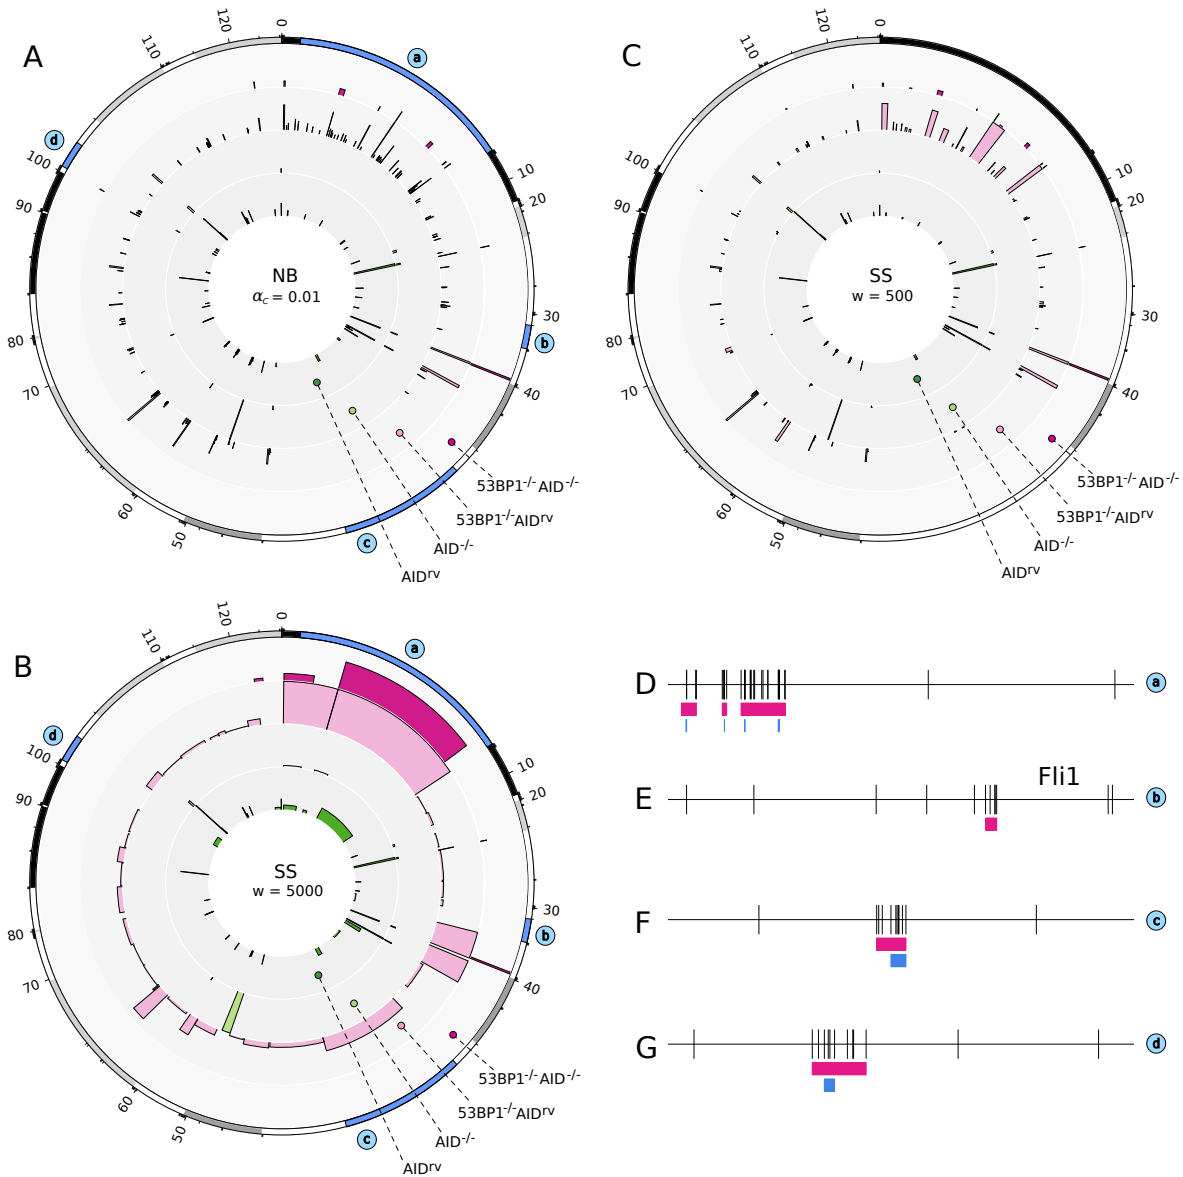 A
0
10
20
30
40
50
60
70
80
90
100
110
120
a
b
c
d
NB
α_c = 0.01
53BP1-/-AID-/-
53BP1-/-AIDrv
AID-/-
AIDrv
C
0
10
20
30
40
50
60
70
80
90
100
110
120
SS
w = 500
53BP1-/-AID-/-
53BP1-/-AIDrv
AID-/-
AIDrv
B
0
10
20
30
40
50
60
70
80
90
100
110
120
a
b
c
d
SS
w = 5000
53BP1-/-AID-/-
53BP1-/-AIDrv
AID-/-
AIDrv
D
a
E
Fli1
b
F
c
G
d